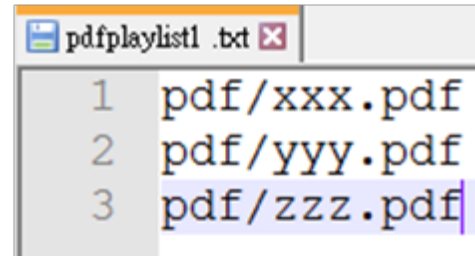 pdfplaylist1 .txt
1 pdf/xxx.pdf
2 pdf/yyy.pdf
3 pdf/zzz.pdf